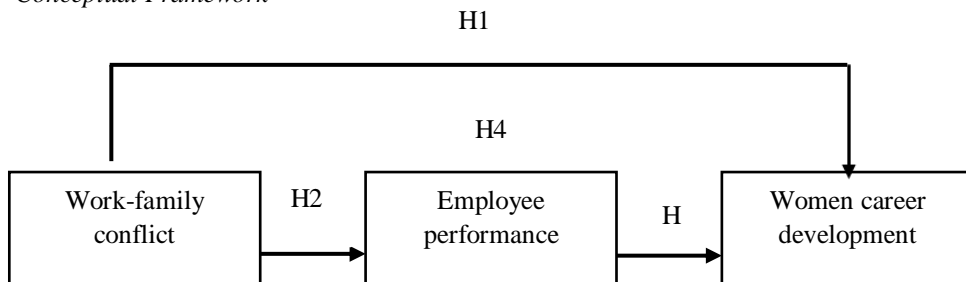 Conceptual Framework
H1
H4
Work-family
conflict
H2
Employee
performance
H
Women career
development